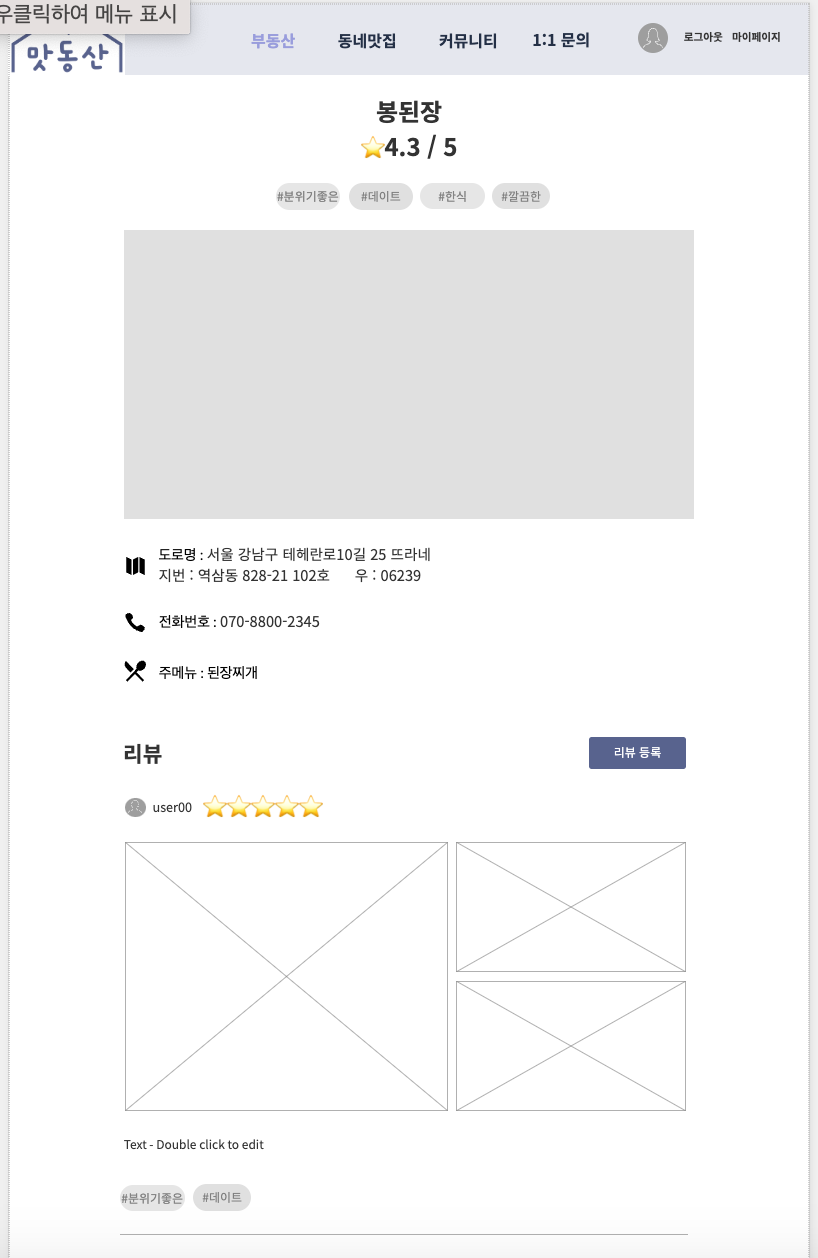 우클릭하여 메뉴 표시
맛동산
부동산 동네맛집 커뮤니티 1:1 문의 로그아웃 마이페이지
봉된장
⭐4.3 / 5
#분위기좋은 #데이트 #한식 #깔끔한
도로명 : 서울 강남구 테헤란로10길 25 뜨라네
지번 : 역삼동 828-21 102호 우 : 06239
전화번호 : 070-8800-2345
주메뉴 : 된장찌개
리뷰 리뷰 등록
user00 ⭐⭐⭐⭐⭐
Text - Double click to edit
#분위기좋은 #데이트